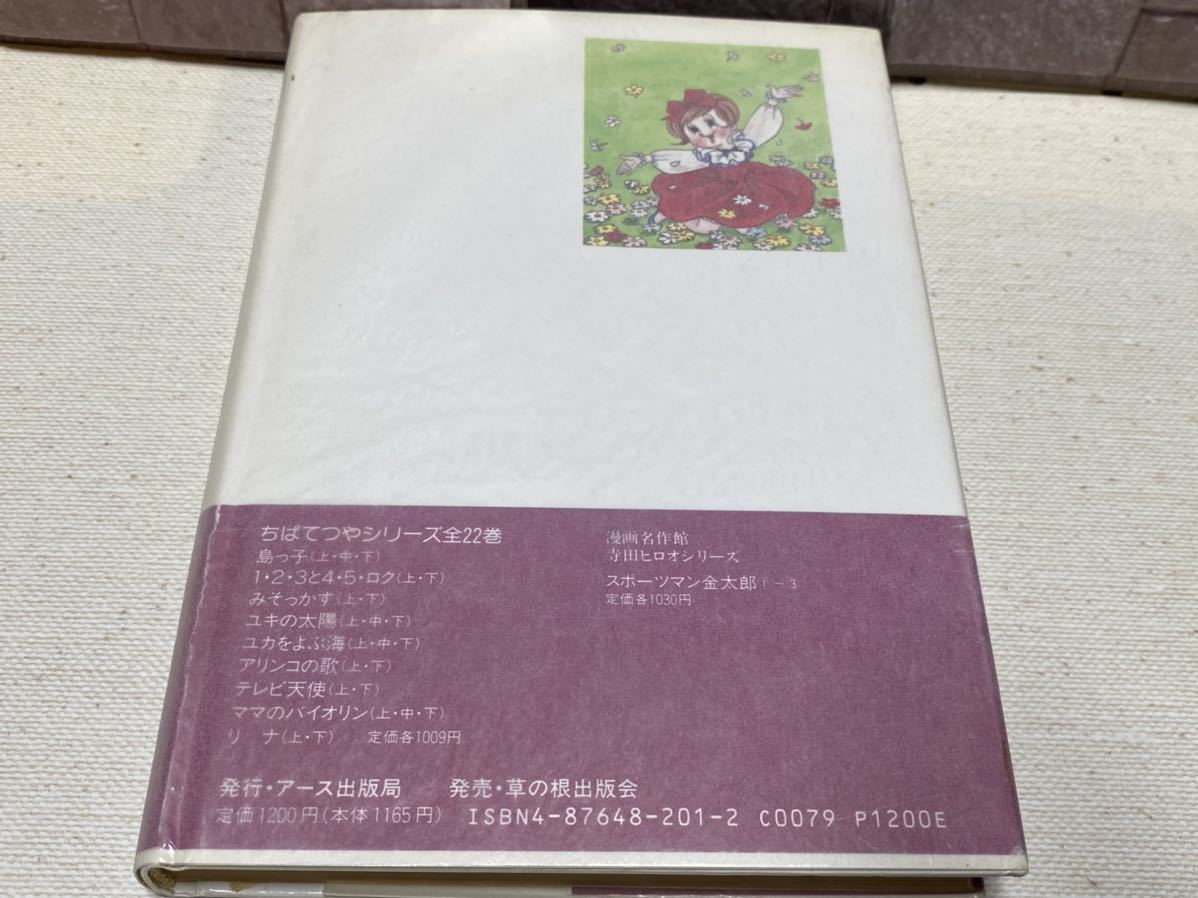 ちばてつやシリーズ全22巻
島っ子(上・中・下)
1・2・3と4・5・ロク(上・下)
みそっかす(上・下)
ユキの太陽(上・中・下)
ユカをよぶ海(上・中・下)
アリンコの歌(上・下)
テレビ天使(上・下)
ママのバイオリン(上・中・下)
リナ(上・下) 定価各1009円
漫画名作館
寺田ヒロオシリーズ
スポーツマン金太郎1〜3
定価各1030円
発行・アース出版局 発売・草の根出版会
定価1200円(本体1165円) ISBN4-87648-201-2 C0079 P1200E